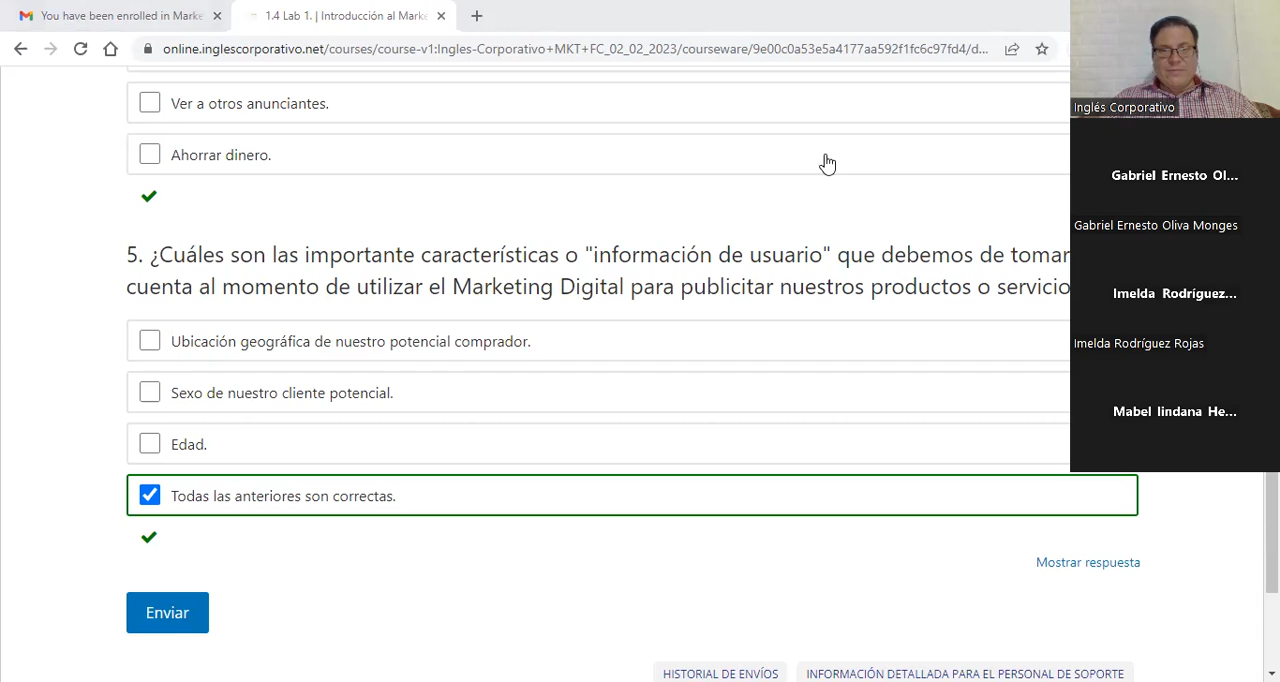 You have been enrolled in Marke
1.4 Lab 1. | Introducción al Marke
online.inglescorporativo.net/courses/course-v1:Ingles-Corporativo+MKT+FC_02_02_2023/courseware/9e00c0a53e5a4177aa592f1fc6c97fd4/d...
Inglés Corporativo
Gabriel Ernesto Ol...
Gabriel Ernesto Oliva Monges
Imelda Rodríguez...
Imelda Rodríguez Rojas
Mabel lindana He...
Ver a otros anunciantes.
Ahorrar dinero.
5. ¿Cuáles son las importante características o "información de usuario" que debemos de tomar
cuenta al momento de utilizar el Marketing Digital para publicitar nuestros productos o servicio
Ubicación geográfica de nuestro potencial comprador.
Sexo de nuestro cliente potencial.
Edad.
Todas las anteriores son correctas.
Mostrar respuesta
Enviar
HISTORIAL DE ENVÍOS
INFORMACIÓN DETALLADA PARA EL PERSONAL DE SOPORTE